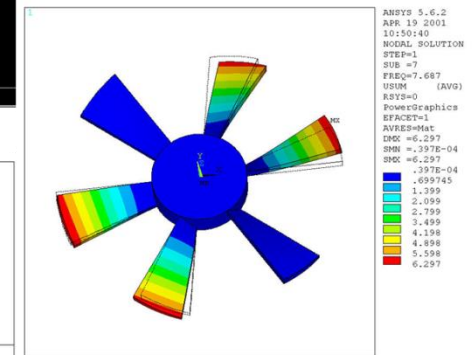 1
ANSYS 5.6.2
APR 19 2001
10:50:40
NODAL SOLUTION
STEP=1
SUB =7
FREQ=7.687
USUM (AVG)
RSYS=0
PowerGraphics
EFACET=1
AVRES=Mat
DMX =6.297
SMN =.397E-04
SMX =6.297
.397E-04
.699745
1.399
2.099
2.799
3.499
4.198
4.898
5.598
6.297
MX
Y